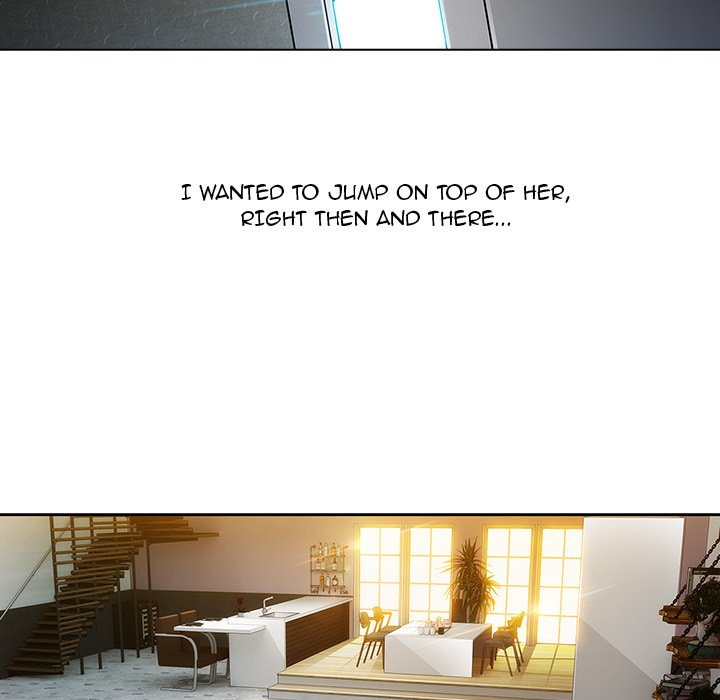 I WANTED TO JUMP ON TOP OF HER,
RIGHT THEN AND THERE...